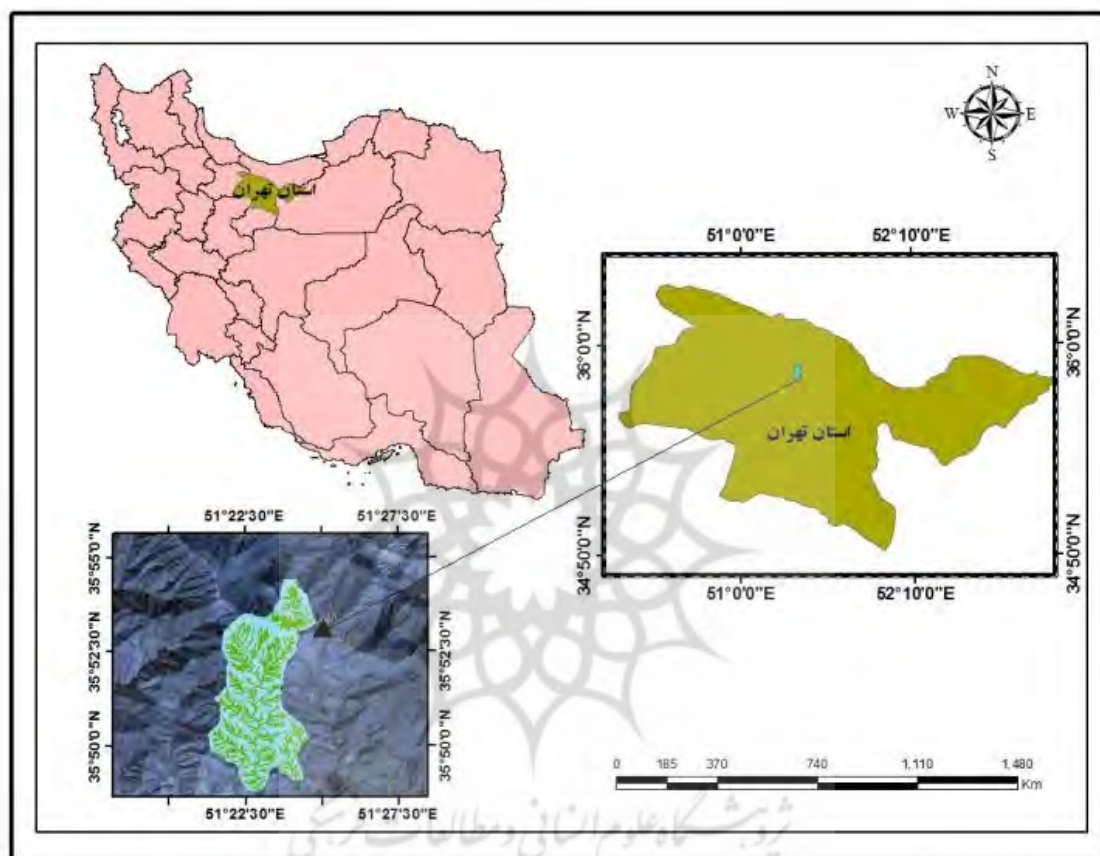 N
W E
S
استان تهران
51°0'0"E 52°10'0"E
36°0'0"N 36°0'0"N
استان تهران
34°50'0"N 34°50'0"N
51°0'0"E 52°10'0"E
51°22'30"E 51°27'30"E
35°55'0"N
35°52'30"N 35°52'30"N
35°50'0"N 35°50'0"N
51°22'30"E 51°27'30"E
0 185 370 740 1,110 1,480
Km
پژوهشگاه علوم انسانی و مطالعات فرهنگی